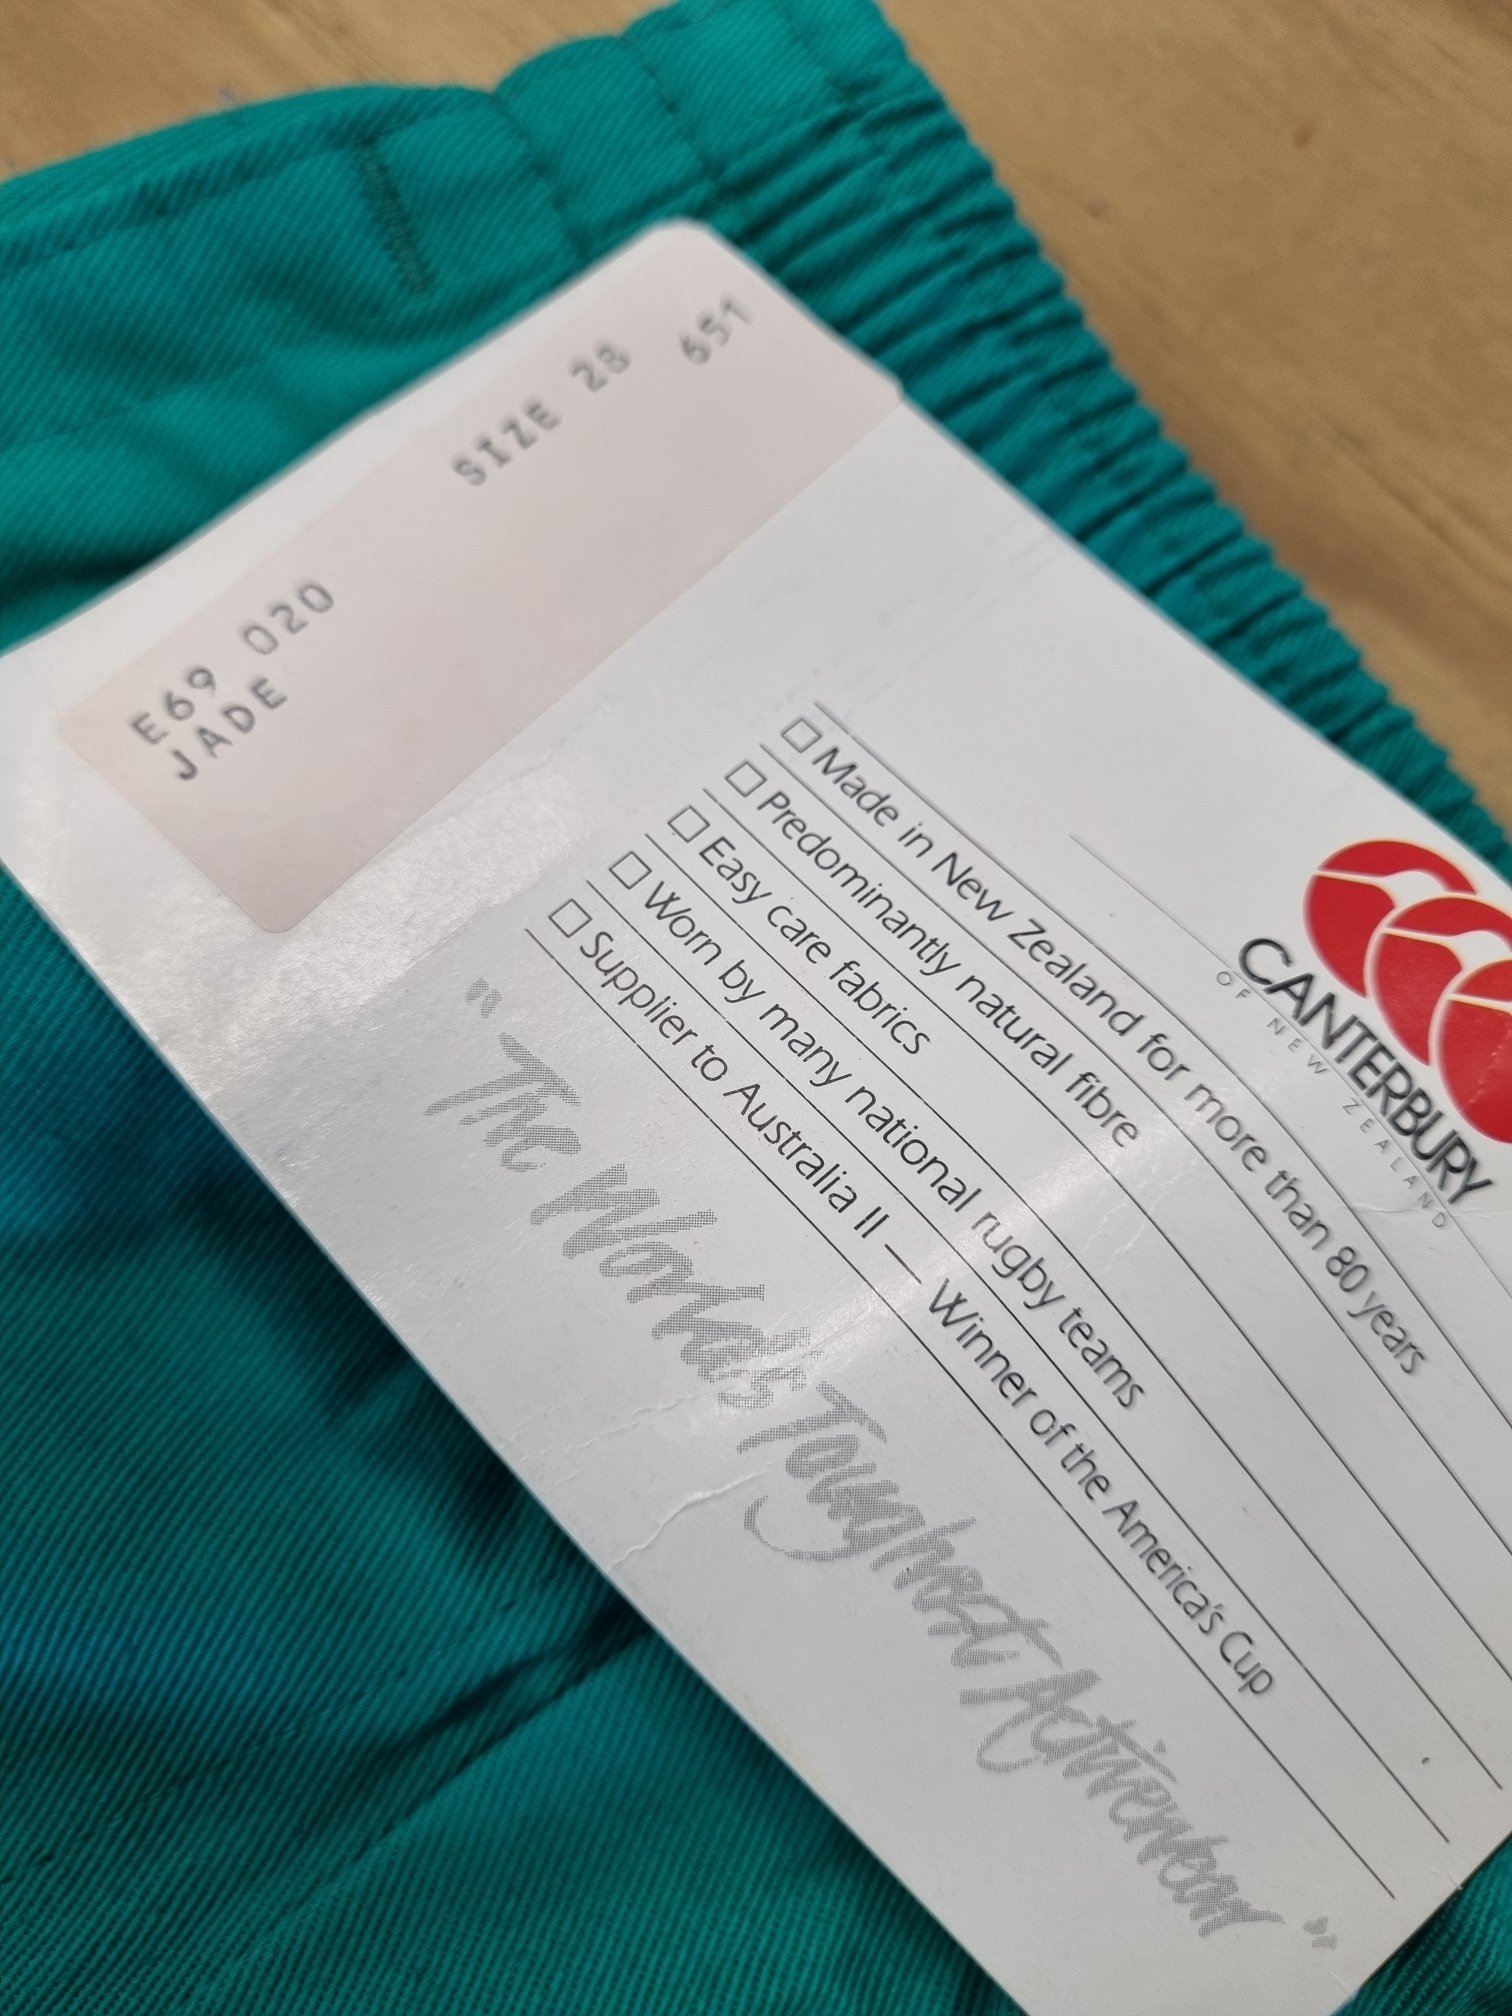 SIZE 28 651
E69 020
JADE
CANTERBURY
OF NEW ZEALAND
Made in New Zealand for more than 80 years
Predominantly natural fibre
Easy care fabrics
Worn by many national rugby teams
Supplier to Australia II — Winner of the America's Cup
"The World's Toughest Activewear"